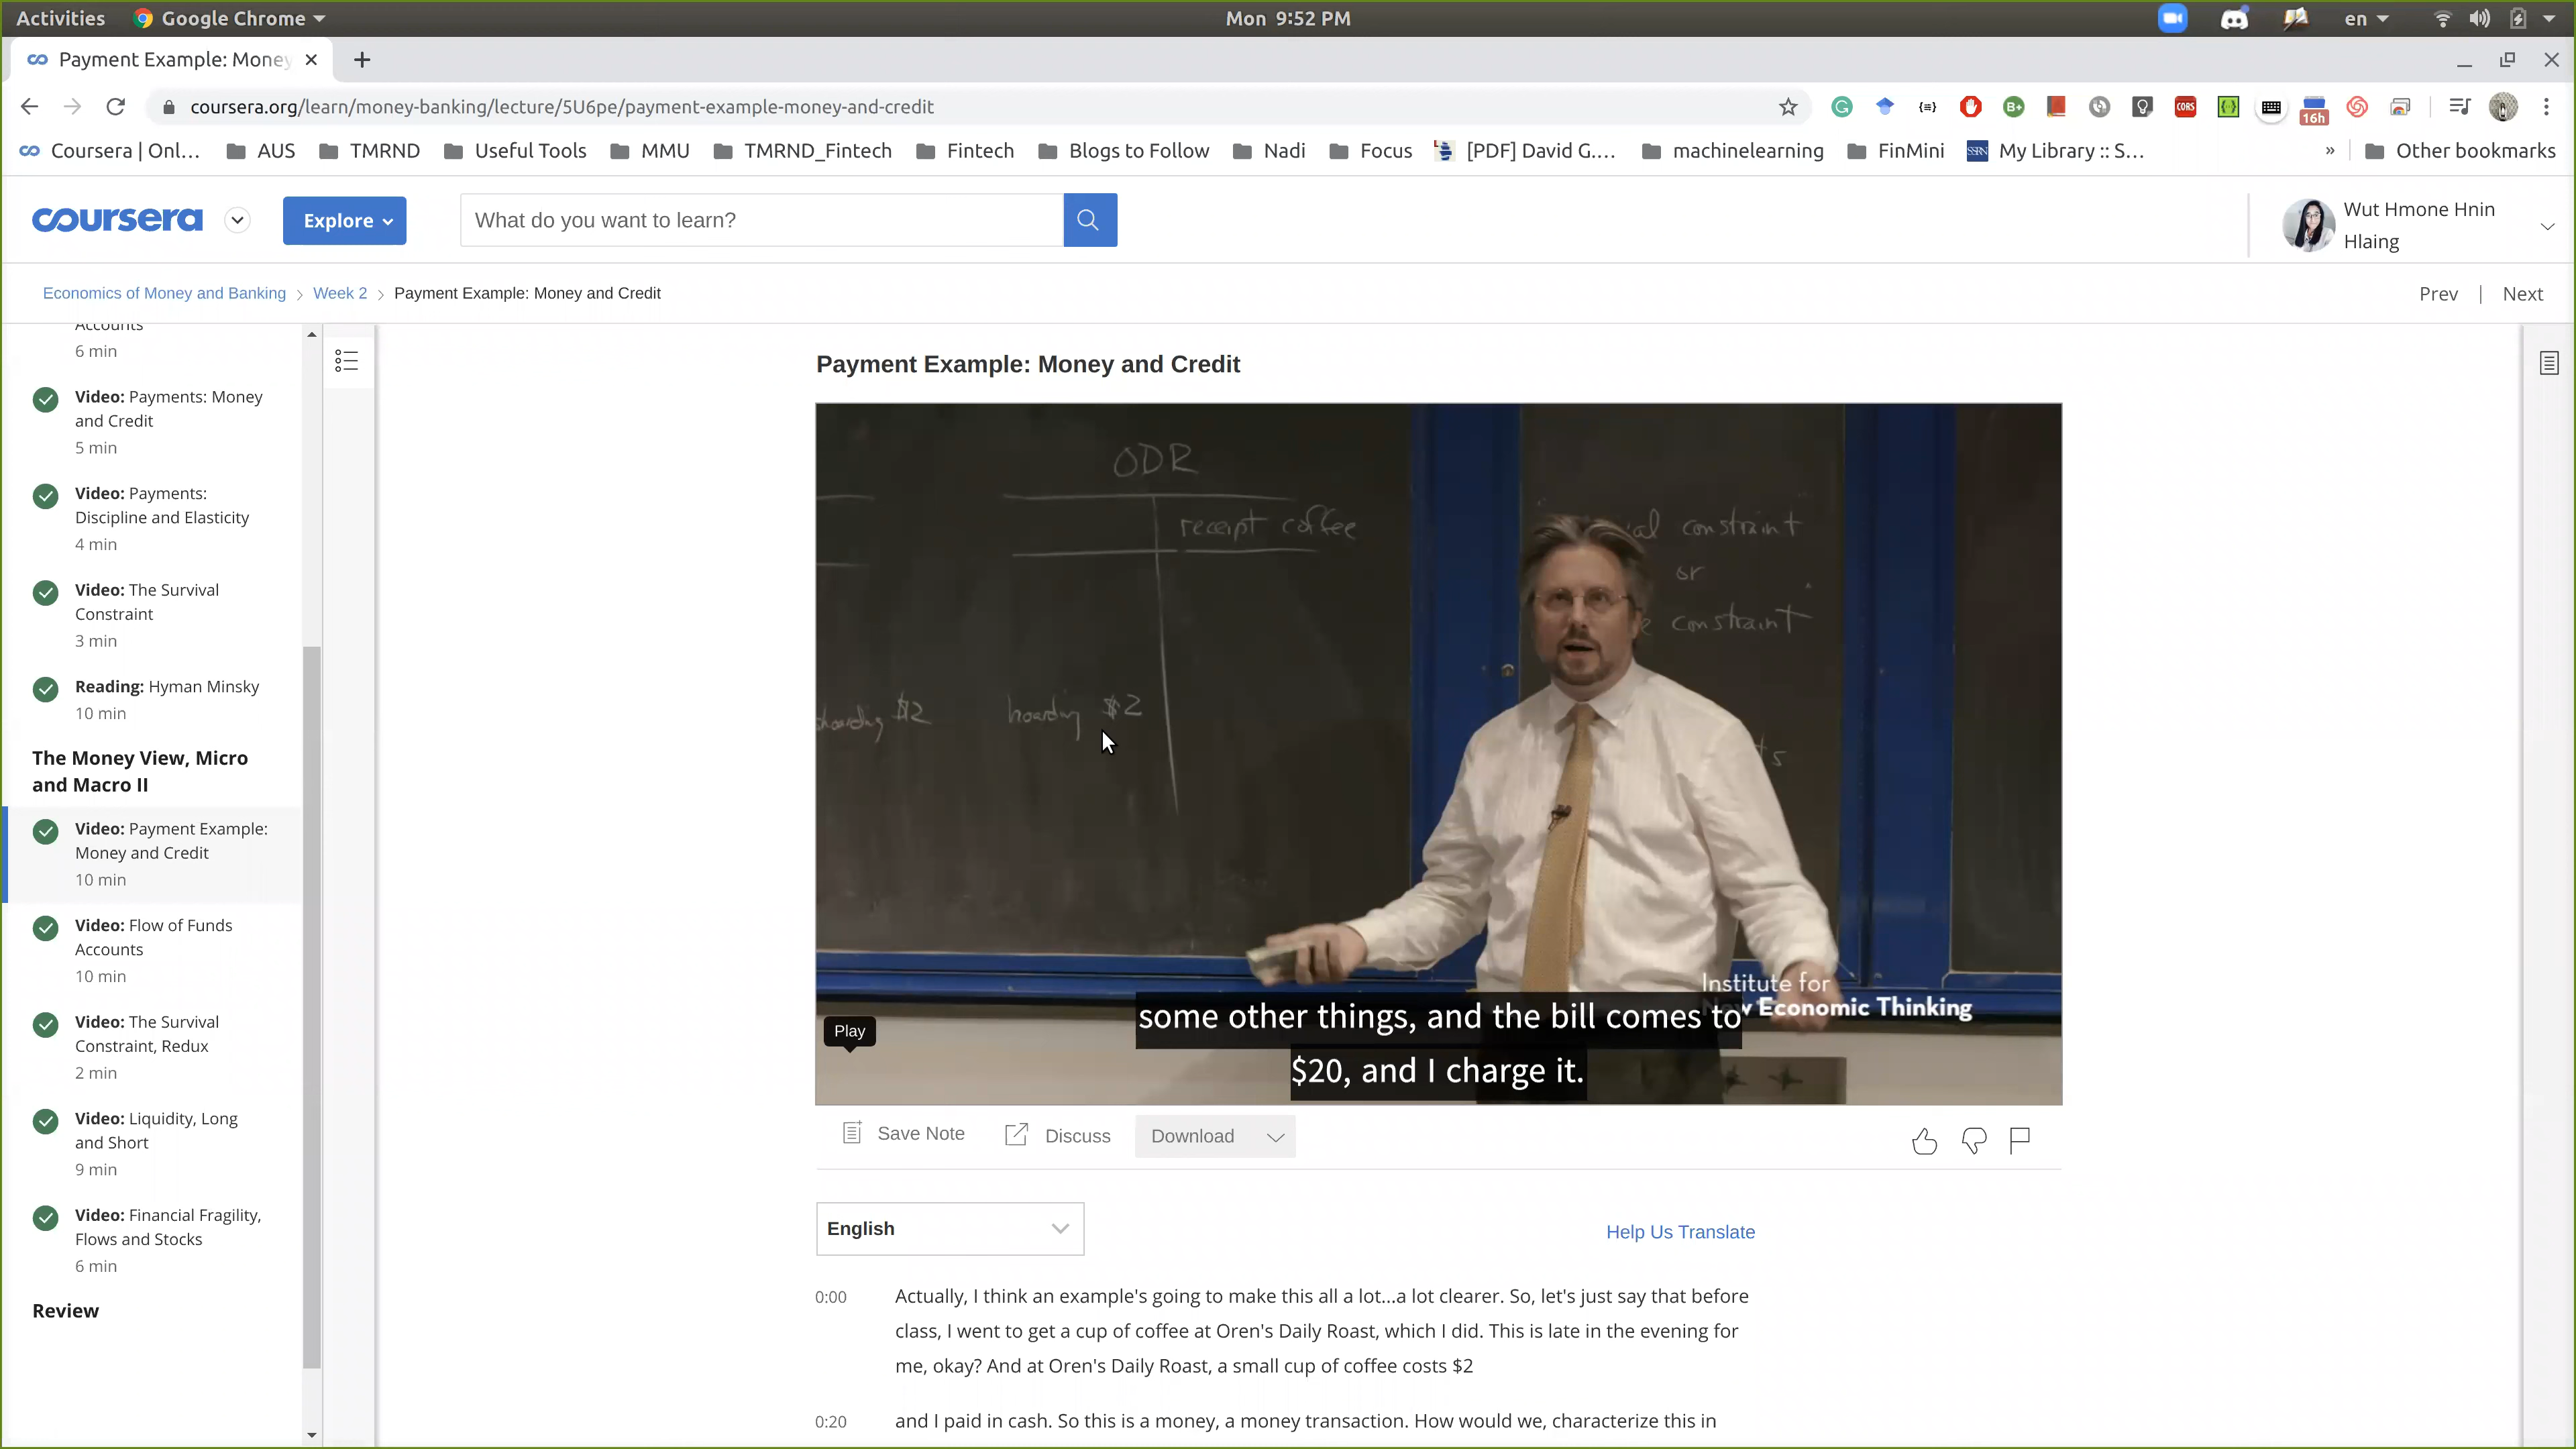 Activities Google Chrome Mon 9:52 PM en
Payment Example: Money
coursera.org/learn/money-banking/lecture/5U6pe/payment-example-money-and-credit
CORS 16h
Coursera | Onl... AUS TMRND Useful Tools MMU TMRND_Fintech Fintech Blogs to Follow Nadi Focus [PDF] David G.... machinelearning FinMini SSRN My Library :: S... » Other bookmarks
coursera Explore What do you want to learn? Wut Hmone Hnin
Hlaing
Economics of Money and Banking > Week 2 > Payment Example: Money and Credit Prev | Next
Accounts
6 min
Video: Payments: Money
and Credit
5 min
Video: Payments:
Discipline and Elasticity
4 min
Video: The Survival
Constraint
3 min
Reading: Hyman Minsky
10 min
The Money View, Micro
and Macro II
Video: Payment Example:
Money and Credit
10 min
Video: Flow of Funds
Accounts
10 min
Video: The Survival
Constraint, Redux
2 min
Video: Liquidity, Long
and Short
9 min
Video: Financial Fragility,
Flows and Stocks
6 min
Review
Payment Example: Money and Credit
ODR
receipt coffee
constraint
or
constraint
hoarding $2 hoarding $2
Institute for
Economic Thinking
some other things, and the bill comes to
$20, and I charge it.
Play
Save Note Discuss Download
English Help Us Translate
0:00 Actually, I think an example's going to make this all a lot...a lot clearer. So, let's just say that before
class, I went to get a cup of coffee at Oren's Daily Roast, which I did. This is late in the evening for
me, okay? And at Oren's Daily Roast, a small cup of coffee costs $2
0:20 and I paid in cash. So this is a money, a money transaction. How would we, characterize this in